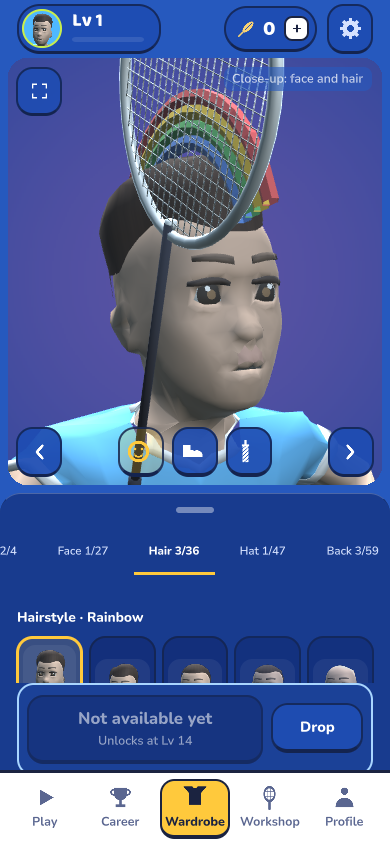 Lv 1
0
+
Close-up: face and hair
2/4
Face 1/27
Hair 3/36
Hat 1/47
Back 3/59
Hairstyle · Rainbow
Not available yet
Unlocks at Lv 14
Drop
Play
Career
Wardrobe
Workshop
Profile